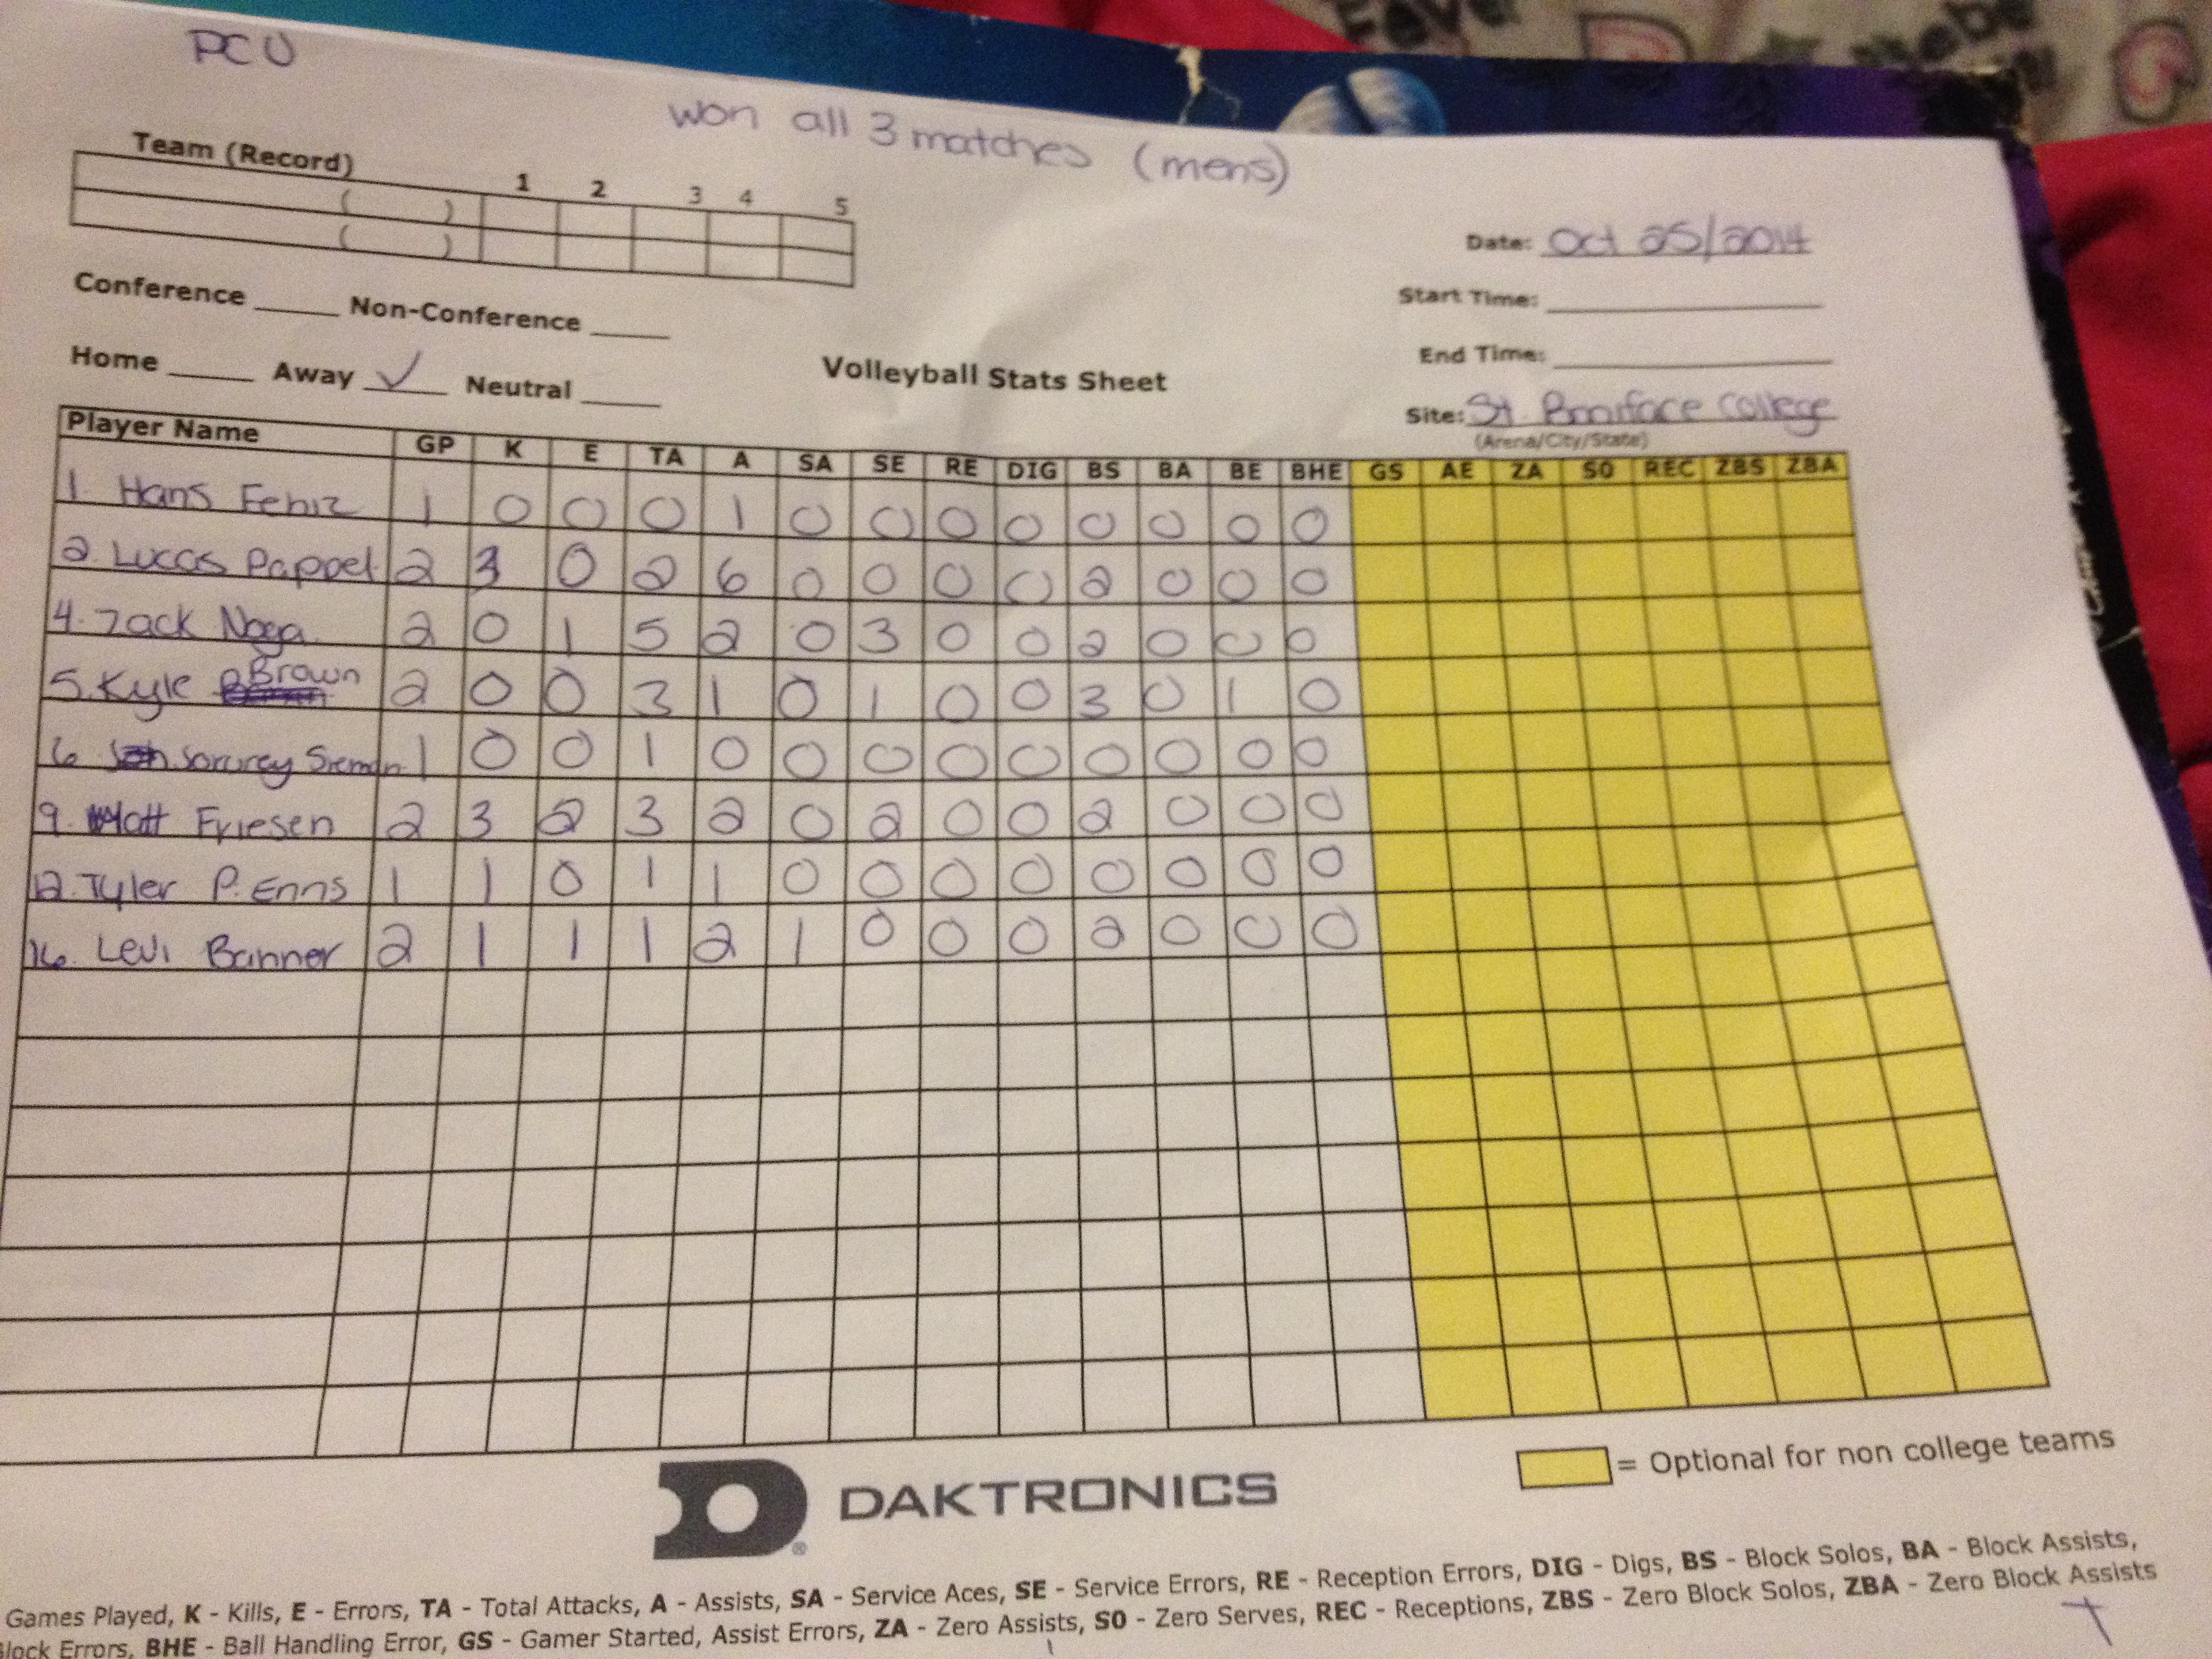 PCU
won all 3 matches (mens)
Team (Record)
1 2 3 4 5
( )
( )
Date: Oct 25/2014
Conference _____ Non-Conference _____
Start Time:
Home _____ Away ✓ Neutral _____
Volleyball Stats Sheet
End Time:
Site: St. Boniface College
(Arena/City/State)
Player Name GP K E TA A SA SE RE DIG BS BA BE BHE GS AE ZA SO REC ZBS ZBA
1. Hans 1 0 0 0 1 0 0 0 0 0 0 0 0
2. Lucas Pappel 2 3 0 2 6 0 0 0 0 2 0 0 0
4. Zack Noga 2 0 1 5 2 0 3 0 0 2 0 0 0
5. Kyle Brown 2 0 0 3 1 0 1 0 0 3 0 1 0
6. 1 0 0 1 0 0 0 0 0 0 0 0 0
9. Matt Friesen 2 3 2 3 2 0 2 0 0 2 0 0 0
12. Tyler P. Enns 1 1 0 1 1 0 0 0 0 0 0 0 0
16. Levi Banner 2 1 1 1 2 1 0 0 0 2 0 0 0
= Optional for non college teams
DAKTRONICS
Games Played, K - Kills, E - Errors, TA - Total Attacks, A - Assists, SA - Service Aces, SE - Service Errors, RE - Reception Errors, DIG - Digs, BS - Block Solos, BA - Block Assists,
lock Errors, BHE - Ball Handling Error, GS - Gamer Started, Assist Errors, ZA - Zero Assists, S0 - Zero Serves, REC - Receptions, ZBS - Zero Block Solos, ZBA - Zero Block Assists